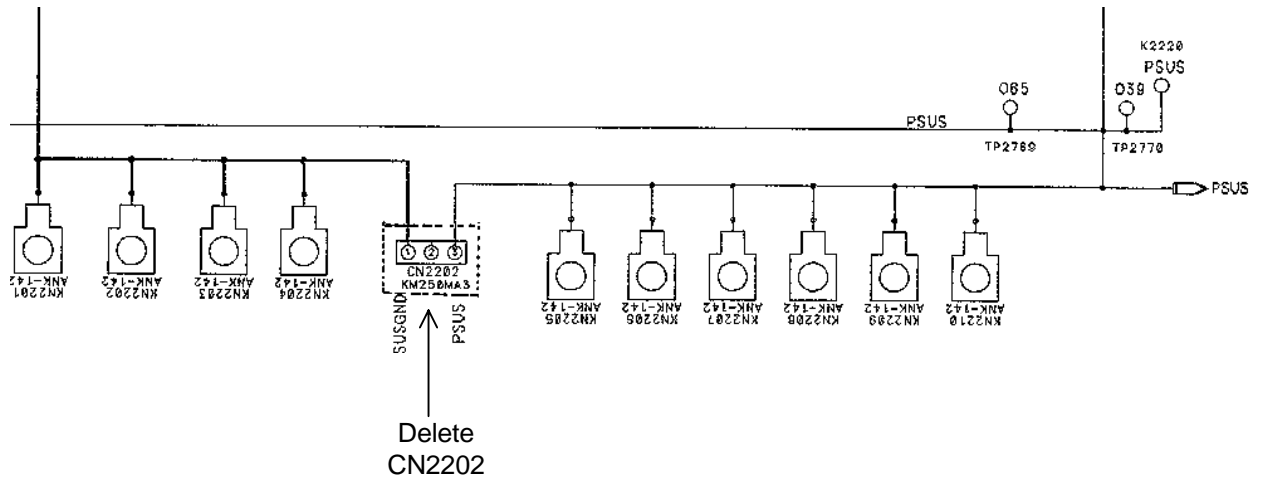 K2220
PSUS
O65
O39
PSUS
TP2769
TP2770
PSUS
1 2 3
CN2202
KM250MA3
SUSGND
PSUS
KN2201
ANK-142
KN2202
ANK-142
KN2203
ANK-142
KN2204
ANK-142
KN2205
ANK-142
KN2206
ANK-142
KN2207
ANK-142
KN2208
ANK-142
KN2209
ANK-142
KN2210
ANK-142
Delete
CN2202